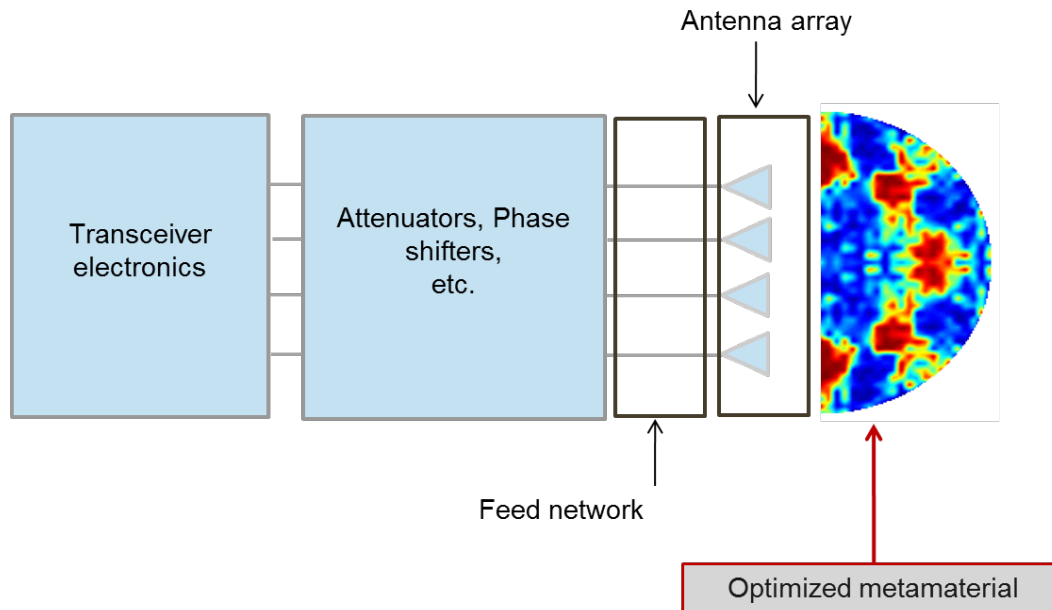 Antenna array
Transceiver
electronics
Attenuators, Phase
shifters,
etc.
Feed network
Optimized metamaterial